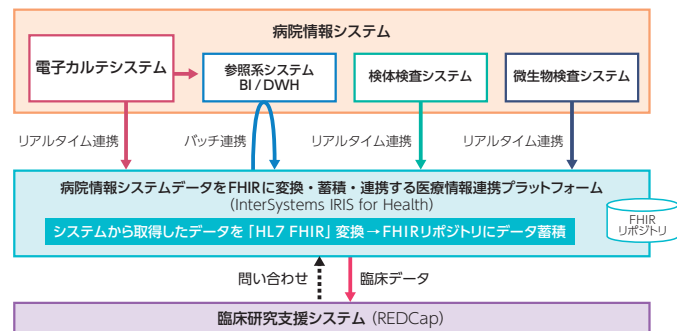 病院情報システム
電子カルテシステム
参照系システム
BI / DWH
検体検査システム
微生物検査システム
リアルタイム連携
バッチ連携
リアルタイム連携
リアルタイム連携
病院情報システムデータをFHIRに変換・蓄積・連携する医療情報連携プラットフォーム
(InterSystems IRIS for Health)
システムから取得したデータを「HL7 FHIR」変換→FHIRリポジトリにデータ蓄積
FHIR
リポジトリ
問い合わせ
臨床データ
臨床研究支援システム (REDCap)